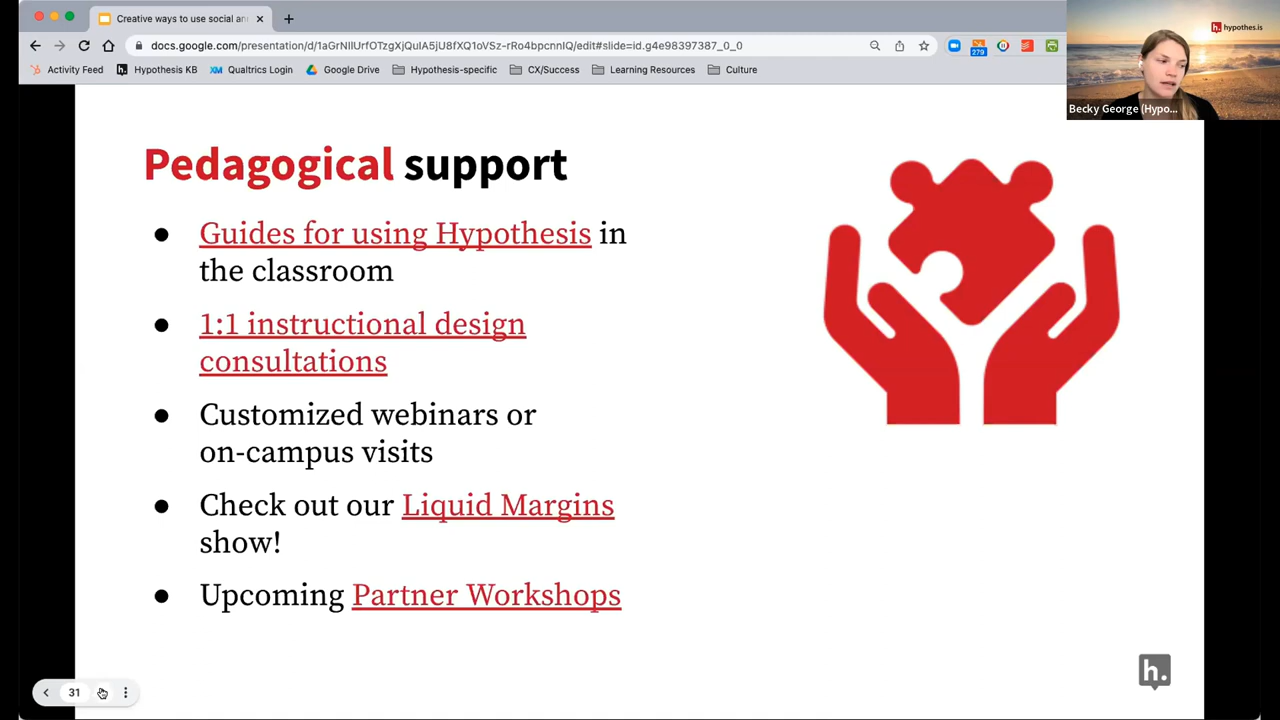 Creative ways to use social an
docs.google.com/presentation/d/1aGrNIlUrfOTzgXjQuIA5jU8fXQ1oVSz-rRo4bpcnnIQ/edit#slide=id.g4e98397387_0_0
279
Activity Feed
Hypothesis KB
Qualtrics Login
Google Drive
Hypothesis-specific
CX/Success
Learning Resources
Culture
hypothes.is
Becky George (Hypo...
Pedagogical support
Guides for using Hypothesis in
the classroom
1:1 instructional design
consultations
Customized webinars or
on-campus visits
Check out our Liquid Margins
show!
Upcoming Partner Workshops
31
h.